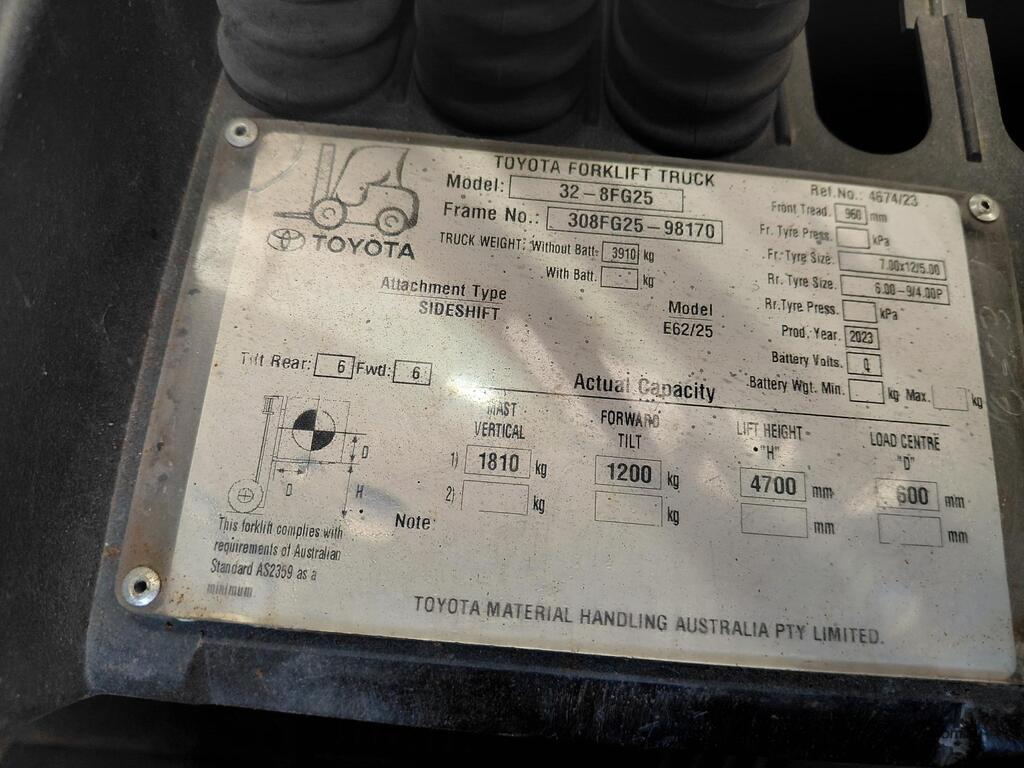 TOYOTA FORKLIFT TRUCK
Ref.No.: 4674/23
Model: 32-8FG25
Frame No.: 308FG25-98170
TRUCK WEIGHT: Without Batt. 3910 kg
With Batt. kg
TOYOTA
Attachment Type
SIDESHIFT
Model
E62/25
Front Tread. 960 mm
Fr. Tyre Press. kPa
Fr. Tyre Size. 7.00x12/5.00
Rr. Tyre Size. 6.00-9/4.00P
Rr. Tyre Press. kPa
Prod. Year. 2023
Battery Volts. 0
Battery Wgt. Min. kg Max. kg
Tilt Rear: 6 Fwd: 6
Actual Capacity
MAST VERTICAL
FORWARD TILT
LIFT HEIGHT "H"
LOAD CENTRE "D"
1) 1810 kg 1200 kg 4700 mm 600 mm
2) kg kg mm mm
D
D
H
Note:
This forklift complies with
requirements of Australian
Standard AS2359 as a
minimum.
TOYOTA MATERIAL HANDLING AUSTRALIA PTY LIMITED.